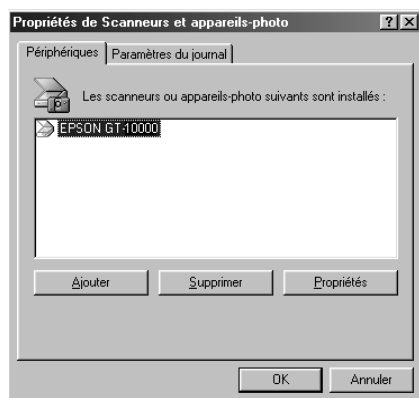 Propriétés de Scanneurs et appareils-photo
Périphériques Paramètres du journal
Les scanneurs ou appareils-photo suivants sont installés :
EPSON GT-10000
Ajouter Supprimer Propriétés
OK Annuler